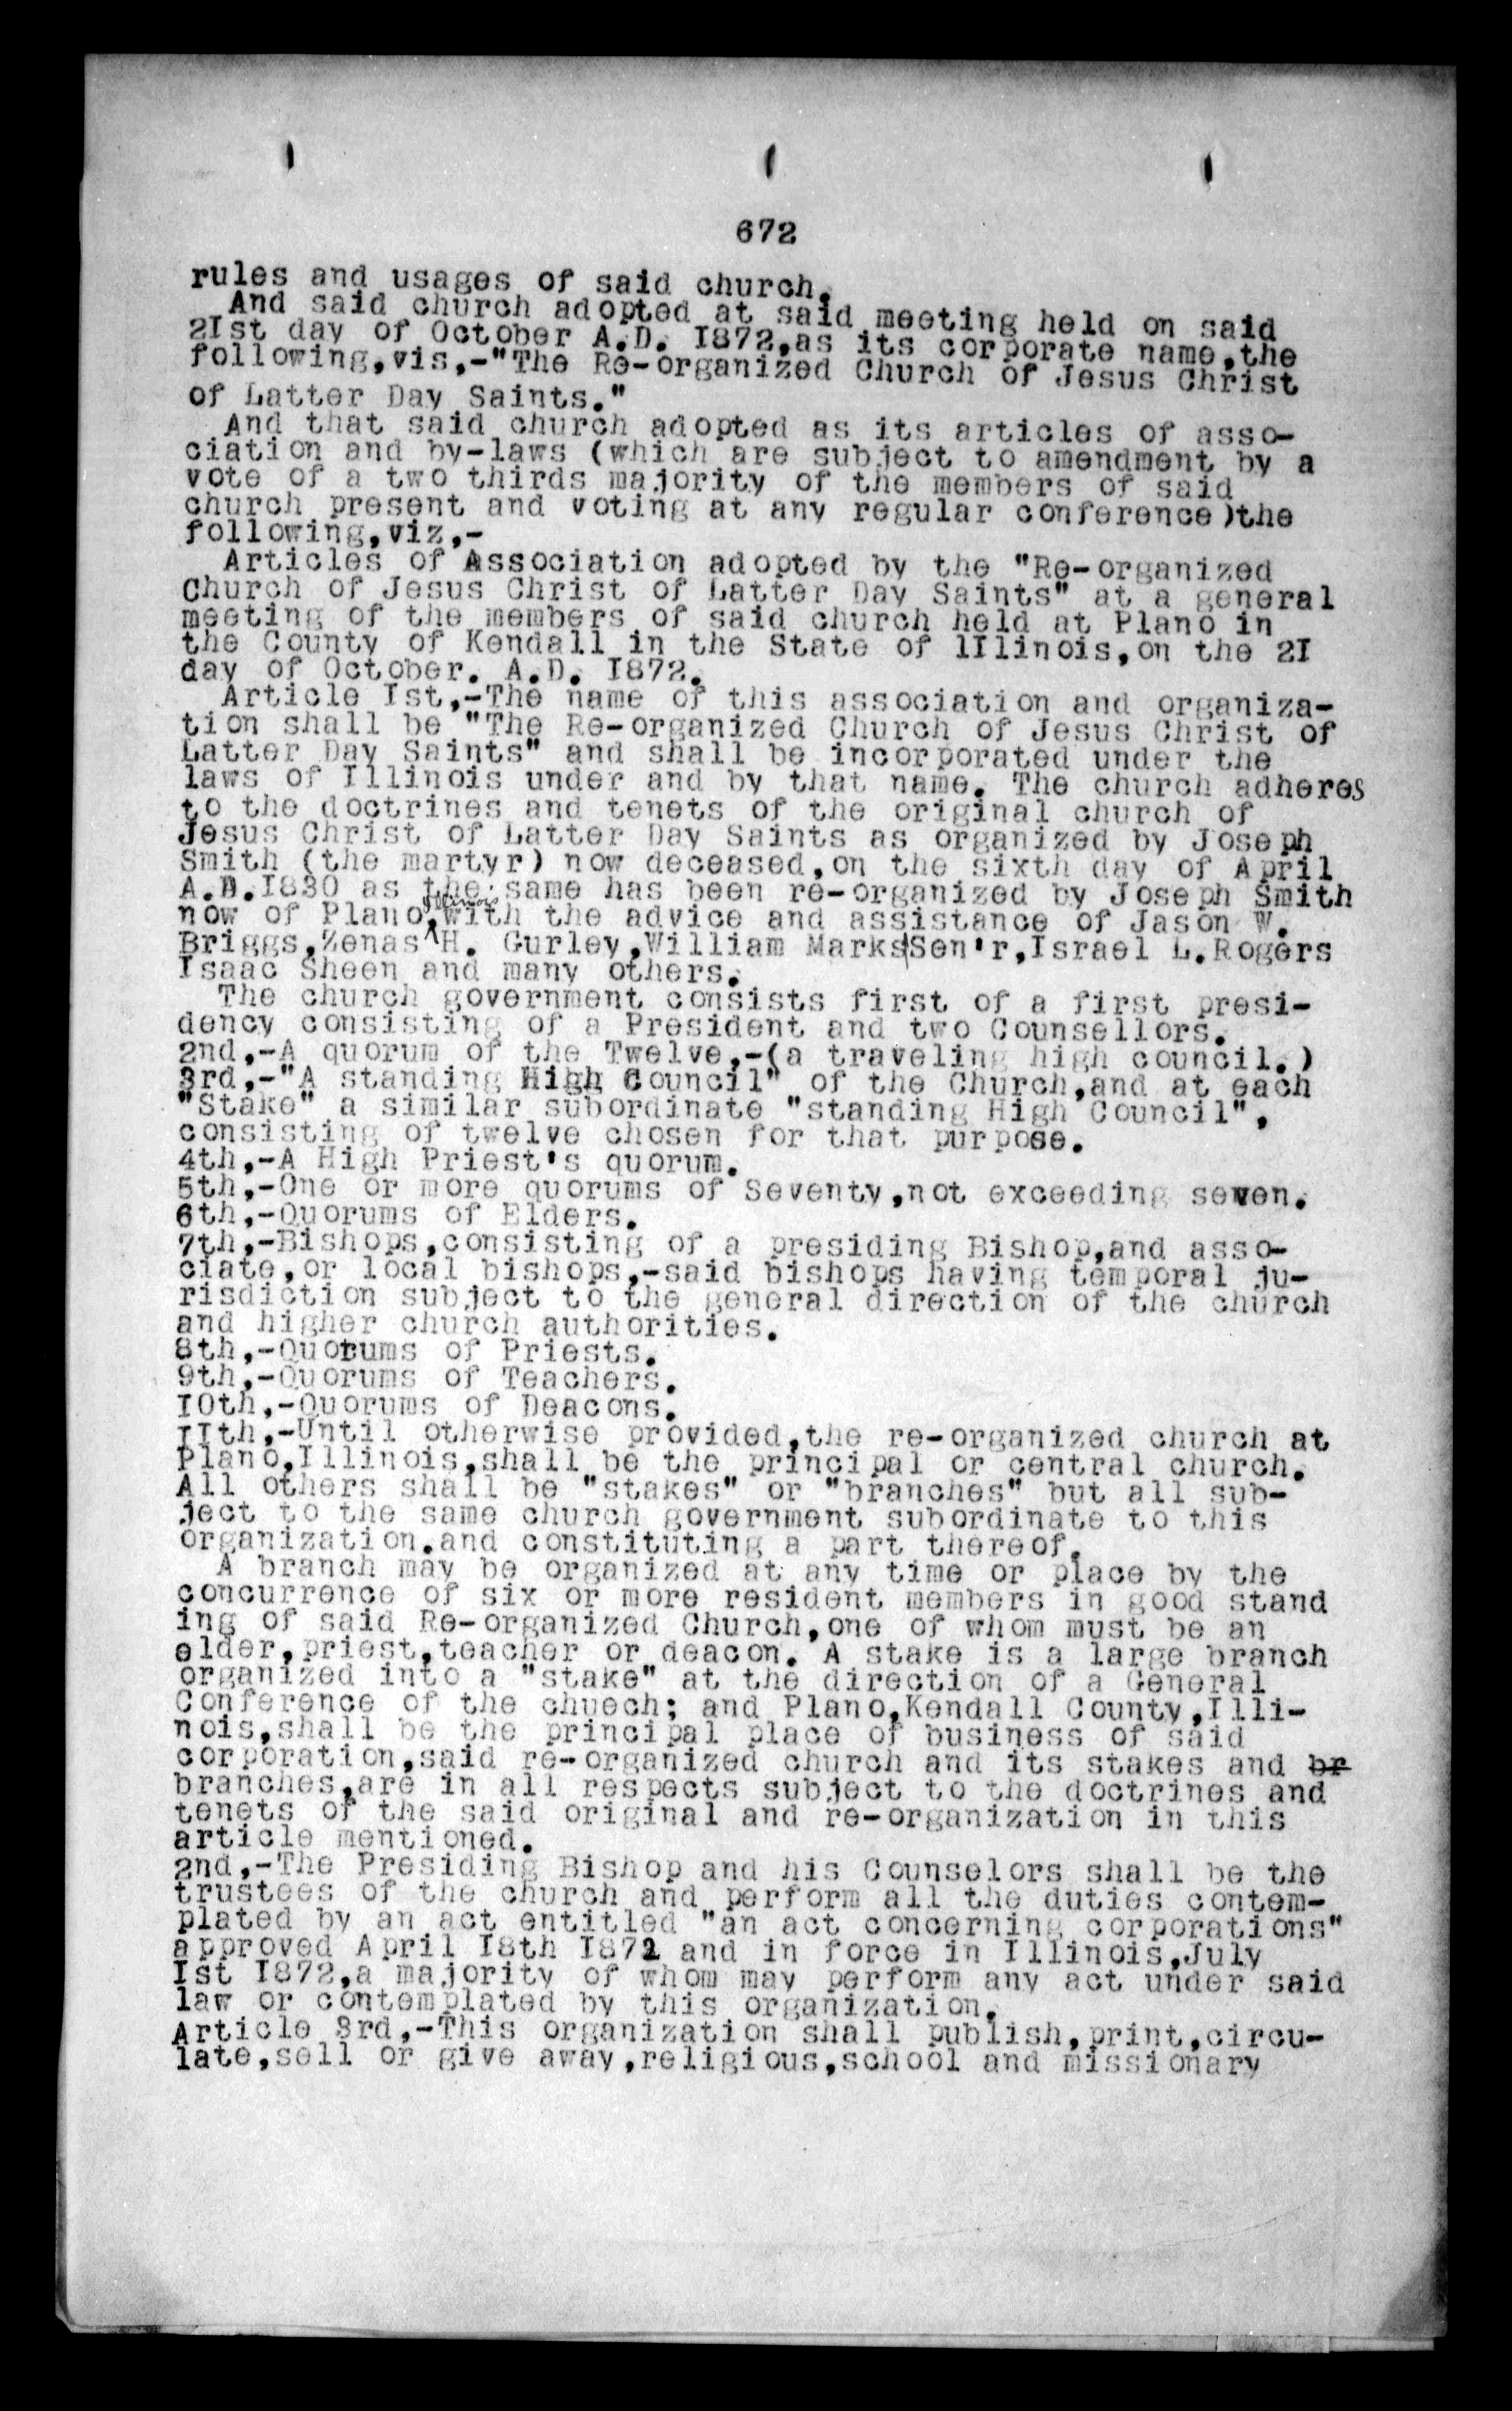 672
rules and usages of said church.
And said church adopted at said meeting held on said
2Ist day of October A.D. I872,as its corporate name,the
following,vis,-"The Re-organized Church of Jesus Christ
of Latter Day Saints."
And that said church adopted as its articles of asso-
ciation and by-laws (which are subject to amendment by a
vote of a two thirds majority of the members of said
church present and voting at any regular conference)the
following,viz,-
Articles of Association adopted by the "Re-organized
Church of Jesus Christ of Latter Day Saints" at a general
meeting of the members of said church held at Plano in
the County of Kendall in the State of lIlinois,on the 2I
day of October. A.D. I872.
Article Ist,-The name of this association and organiza-
tion shall be "The Re-organized Church of Jesus Christ of
Latter Day Saints" and shall be incorporated under the
laws of Illinois under and by that name. The church adheres
to the doctrines and tenets of the original church of
Jesus Christ of Latter Day Saints as organized by Joseph
Smith (the martyr) now deceased,on the sixth day of April
A.D.I830 as the same has been re-organized by Joseph Smith
Illinois
now of Plano,with the advice and assistance of Jason W.
Briggs,Zenas H. Gurley,William Marks Sen'r,Israel L.Rogers
Isaac Sheen and many others.
The church government consists first of a first presi-
dency consisting of a President and two Counsellors.
2nd,-A quorum of the Twelve,-(a traveling high council.)
3rd,-"A standing High Council" of the Church,and at each
"Stake" a similar subordinate "standing High Council",
consisting of twelve chosen for that purpose.
4th,-A High Priest's quorum.
5th,-One or more quorums of Seventy,not exceeding seven.
6th,-Quorums of Elders.
7th,-Bishops,consisting of a presiding Bishop,and asso-
ciate,or local bishops,-said bishops having temporal ju-
risdiction subject to the general direction of the church
and higher church authorities.
8th,-Quorums of Priests.
9th,-Quorums of Teachers.
I0th,-Quorums of Deacons.
IIth,-Until otherwise provided,the re-organized church at
Plano,Illinois,shall be the principal or central church.
All others shall be "stakes" or "branches" but all sub-
ject to the same church government subordinate to this
organization.and constituting a part thereof.
A branch may be organized at any time or place by the
concurrence of six or more resident members in good stand
ing of said Re-organized Church,one of whom must be an
elder,priest,teacher or deacon. A stake is a large branch
organized into a "stake" at the direction of a General
Conference of the chuech; and Plano,Kendall County,Illi-
nois,shall be the principal place of business of said
corporation,said re-organized church and its stakes and br
branches,are in all respects subject to the doctrines and
tenets of the said original and re-organization in this
article mentioned.
2nd,-The Presiding Bishop and his Counselors shall be the
trustees of the church and perform all the duties contem-
plated by an act entitled "an act concerning corporations"
approved April I8th I872 and in force in Illinois,July
Ist I872,a majority of whom may perform any act under said
law or contemplated by this organization.
Article 3rd,-This organization shall publish,print,circu-
late,sell or give away,religious,school and missionary